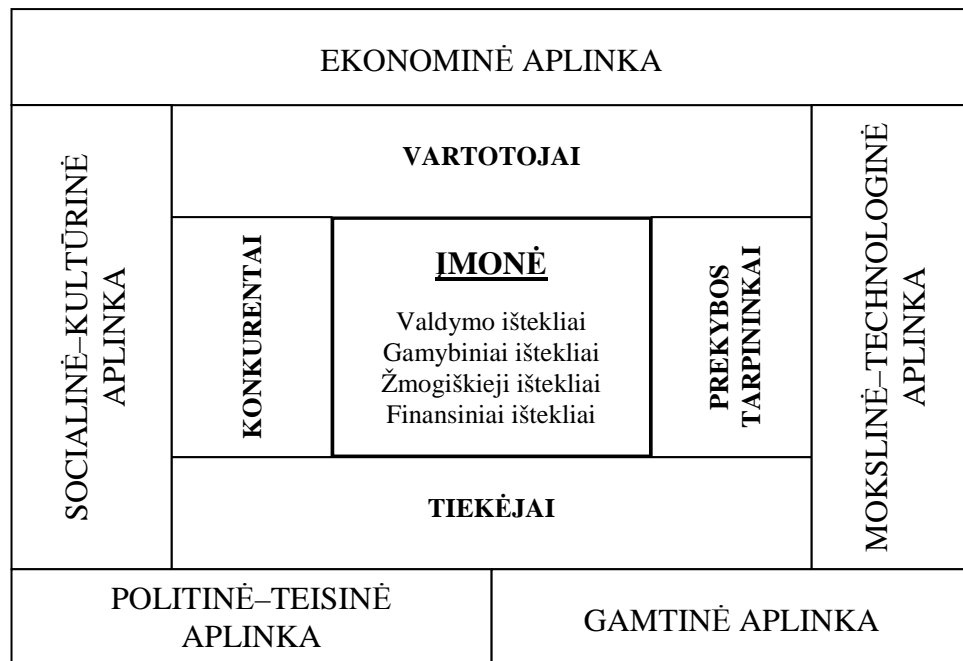 EKONOMINĖ APLINKA
SOCIALINĖ–KULTŪRINĖ
APLINKA
VARTOTOJAI
KONKURENTAI
ĮMONĖ
Valdymo ištekliai
Gamybiniai ištekliai
Žmogiškieji ištekliai
Finansiniai ištekliai
PREKYBOS
TARPININKAI
TIEKĖJAI
MOKSLINĖ–TECHNOLOGINĖ
APLINKA
POLITINĖ–TEISINĖ
APLINKA
GAMTINĖ APLINKA